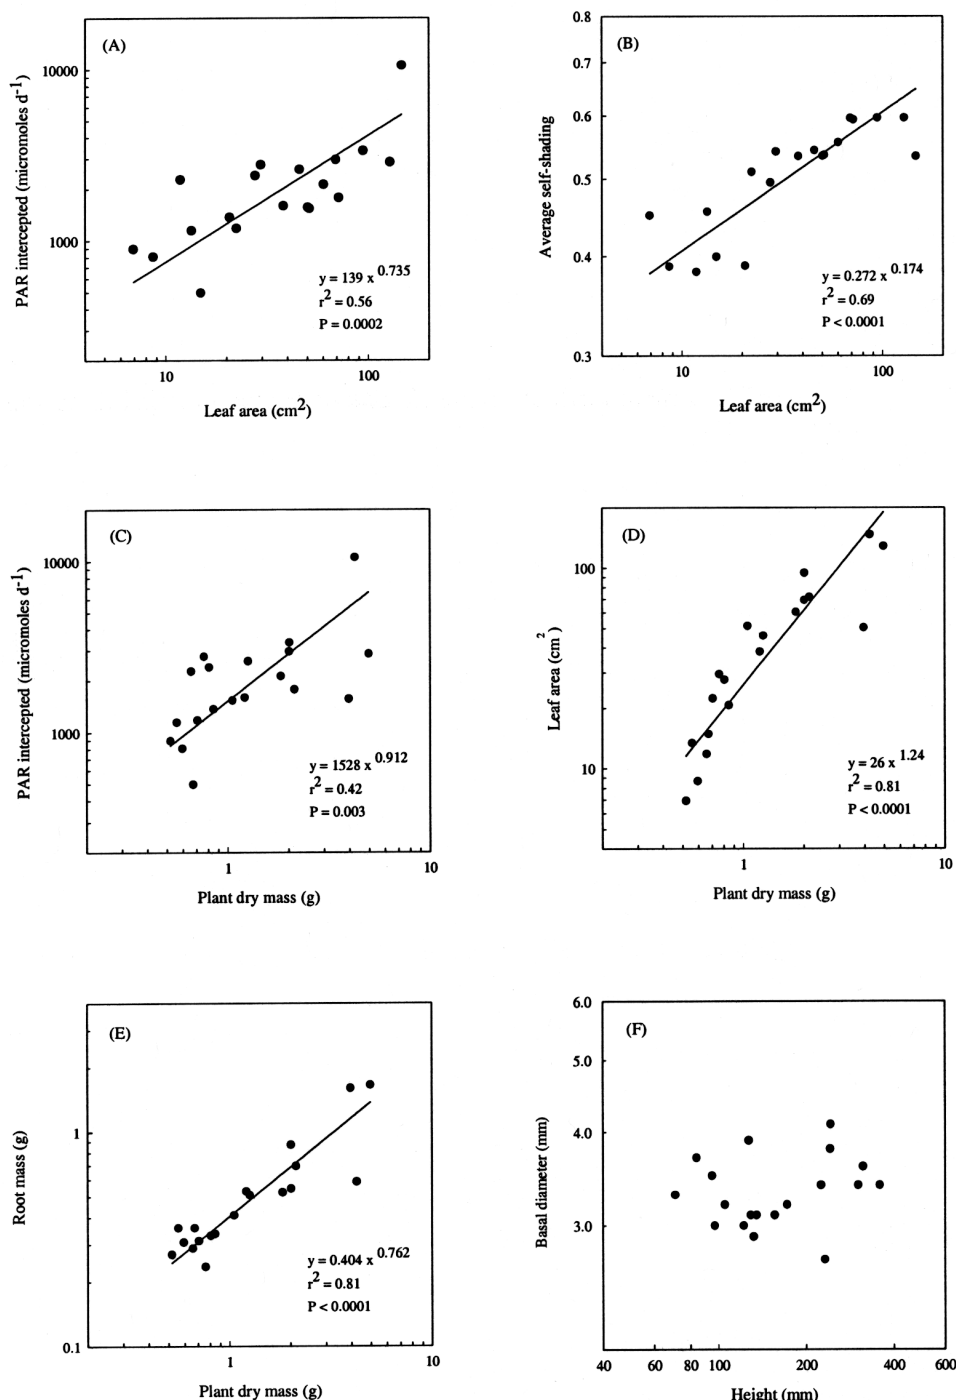 (A)
PAR intercepted (micromoles d-1)
10000
1000
y = 139 x 0.735
r2 = 0.56
P = 0.0002
10 100
Leaf area (cm2)
(B)
Average self-shading
0.8
0.7
0.6
0.5
0.4
0.3
y = 0.272 x 0.174
r2 = 0.69
P < 0.0001
10 100
Leaf area (cm2)
(C)
PAR intercepted (micromoles d-1)
10000
1000
y = 1528 x 0.912
r2 = 0.42
P = 0.003
1 10
Plant dry mass (g)
(D)
Leaf area (cm2)
100
10
y = 26 x 1.24
r2 = 0.81
P < 0.0001
1 10
Plant dry mass (g)
(E)
Root mass (g)
1
0.1
y = 0.404 x 0.762
r2 = 0.81
P < 0.0001
1 10
Plant dry mass (g)
(F)
Basal diameter (mm)
6.0
5.0
4.0
3.0
40 60 80 100 200 400 600
Height (mm)